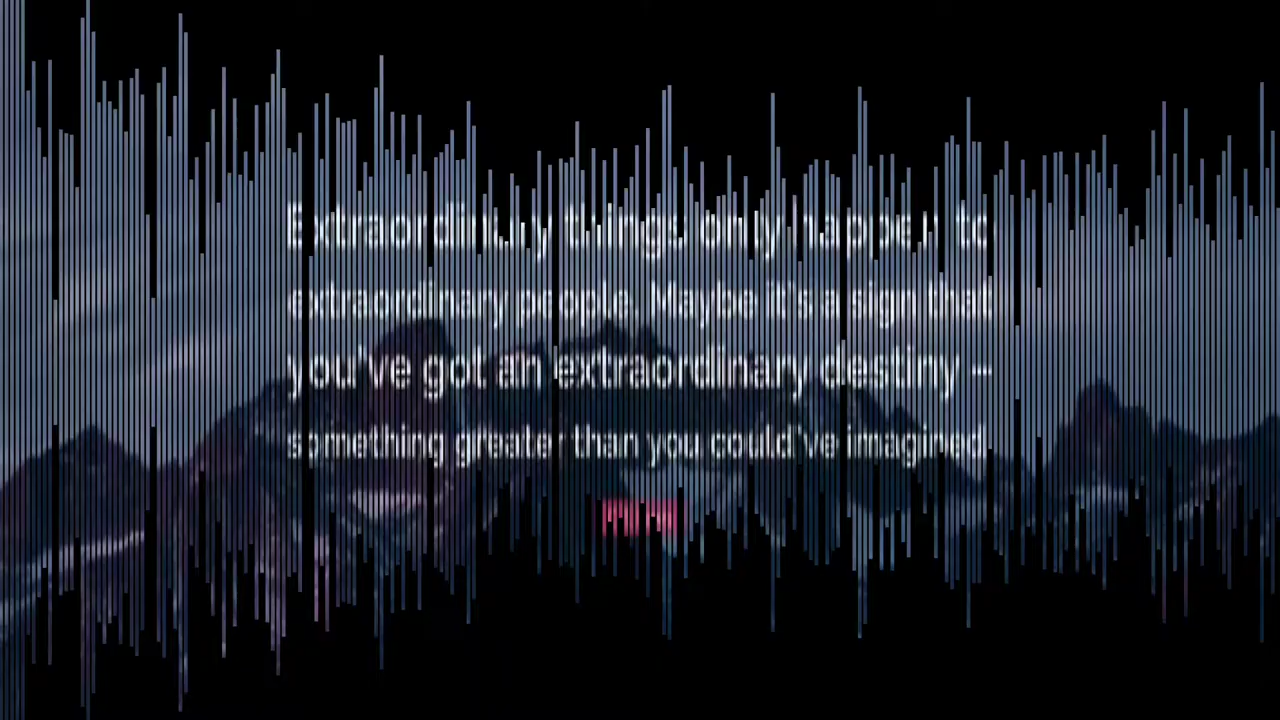 Extraordinary things only happen to
extraordinary people. Maybe it's a sign that
you've got an extraordinary destiny –
something greater than you could've imagined.